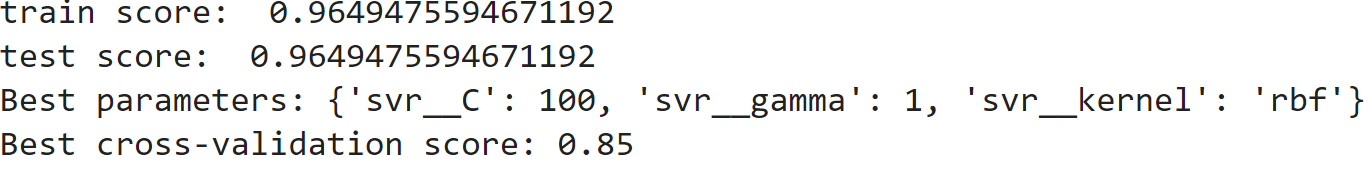 train score:  0.9649475594671192
test score:  0.9649475594671192
Best parameters: {'svr__C': 100, 'svr__gamma': 1, 'svr__kernel': 'rbf'}
Best cross-validation score: 0.85